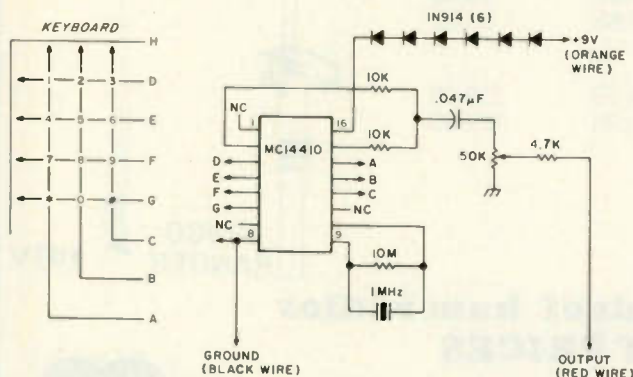 KEYBOARD
H
1 2 3 D
4 5 6 E
7 8 9 F
* 0 # G
C
B
A
IN914 (6)
+9V
(ORANGE
WIRE)
10K
.047µF
NC 1 16
10K
50K
4.7K
MC14410
D A
E B
F C
G NC
NC
8 9
10M
1MHz
GROUND
(BLACK WIRE)
OUTPUT
(RED WIRE)